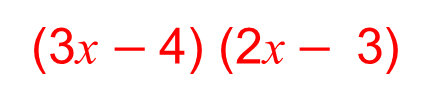 (3x – 4) (2x – 3)